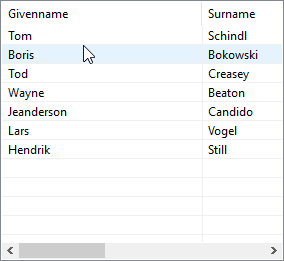 Givenname Surname
Tom Schindl
Boris Bokowski
Tod Creasey
Wayne Beaton
Jeanderson Candido
Lars Vogel
Hendrik Still